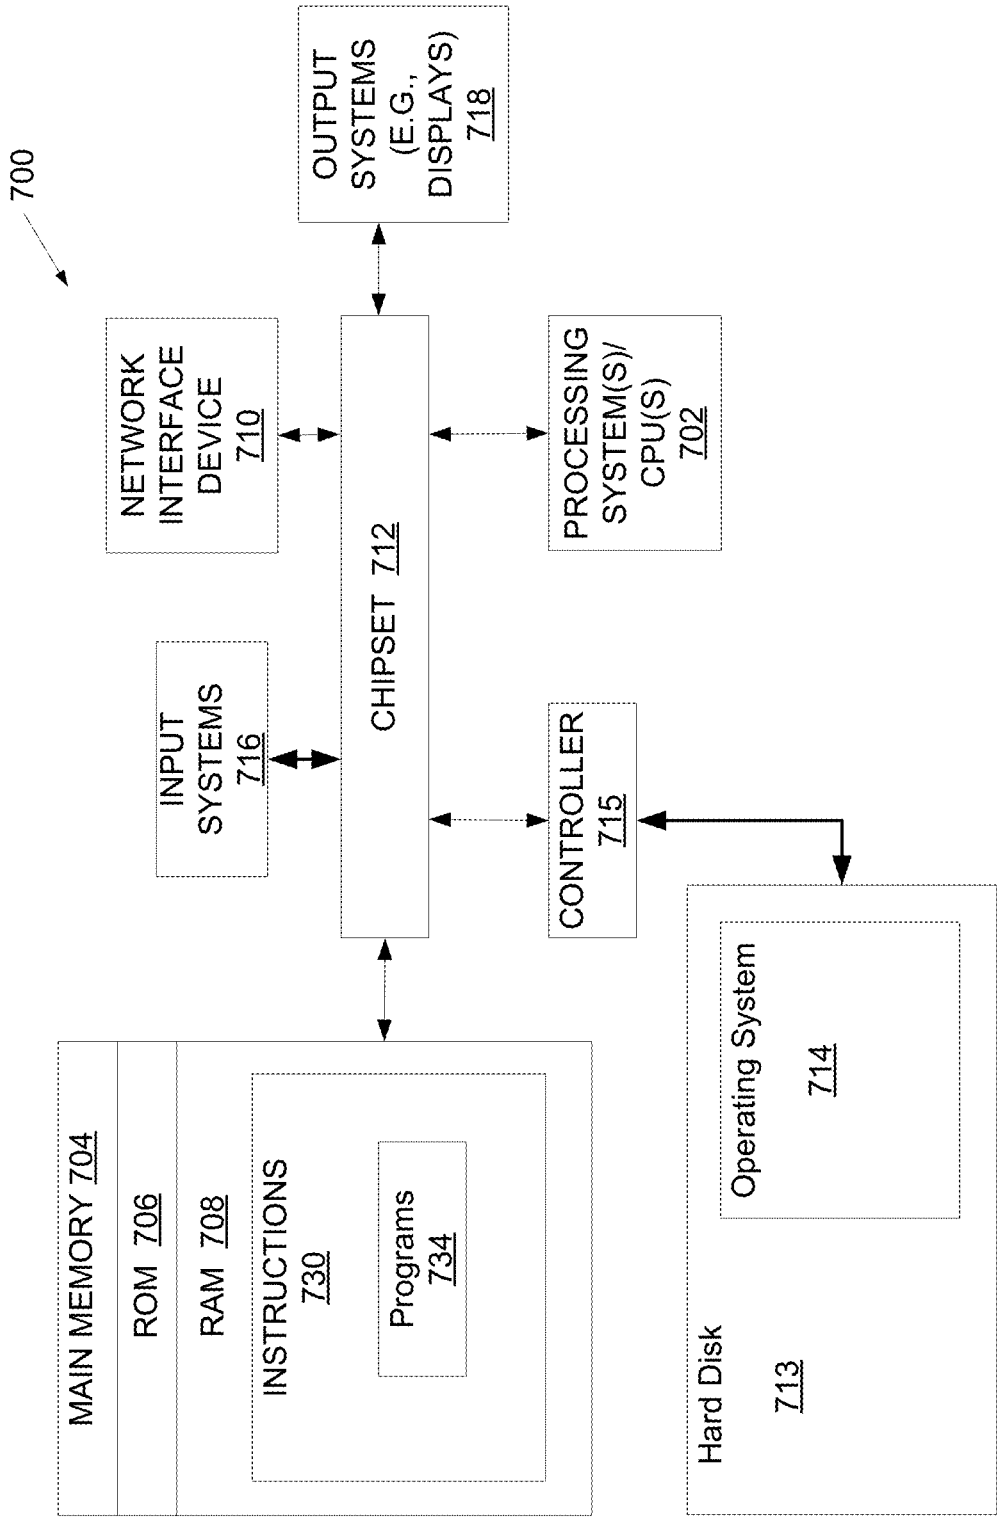 700
MAIN MEMORY 704
ROM 706
RAM 708
INSTRUCTIONS
730
Programs
734
INPUT
SYSTEMS
716
NETWORK
INTERFACE
DEVICE
710
CHIPSET 712
OUTPUT
SYSTEMS
(E.G.,
DISPLAYS)
718
CONTROLLER
715
PROCESSING
SYSTEM(S)/
CPU(S)
702
Hard Disk
713
Operating System
714